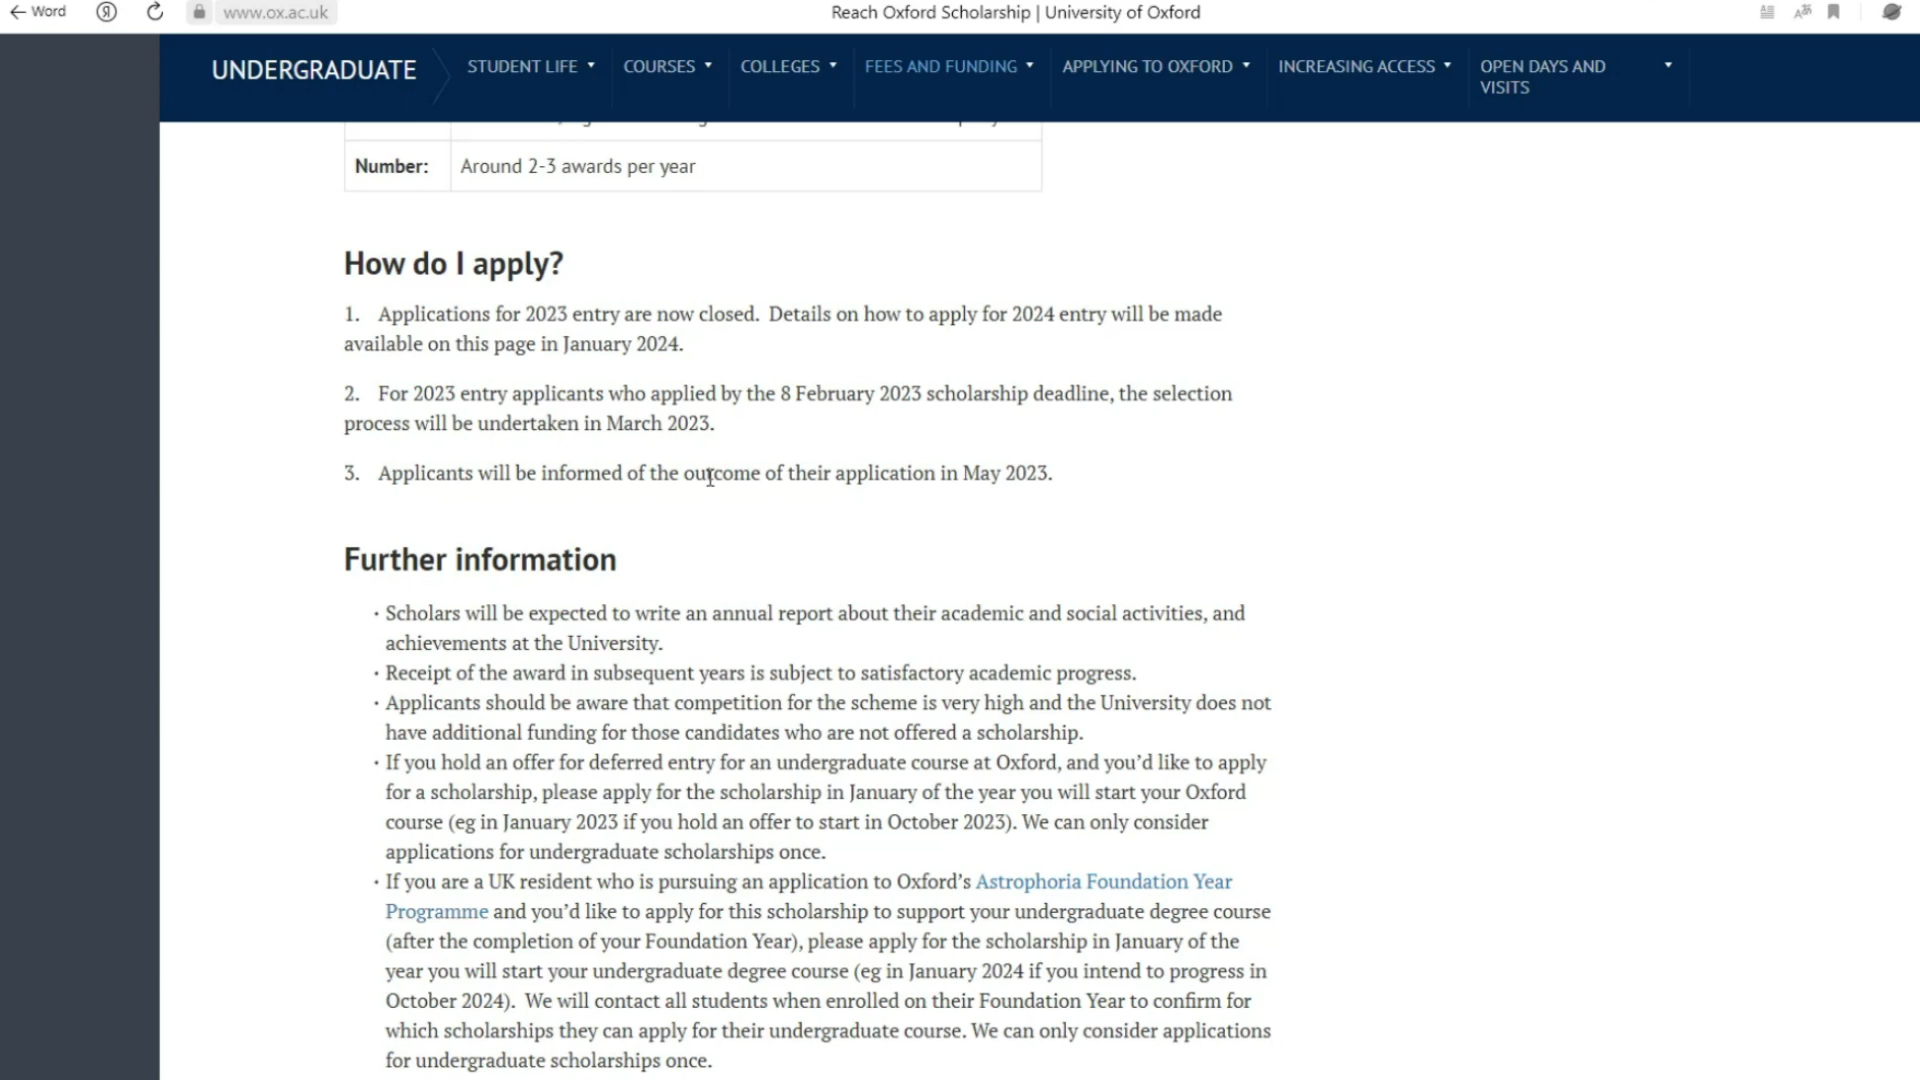 Word
Я
www.ox.ac.uk
Reach Oxford Scholarship | University of Oxford
UNDERGRADUATE
STUDENT LIFE
COURSES
COLLEGES
FEES AND FUNDING
APPLYING TO OXFORD
INCREASING ACCESS
OPEN DAYS AND
VISITS
Number:
Around 2-3 awards per year
How do I apply?
1. Applications for 2023 entry are now closed. Details on how to apply for 2024 entry will be made
available on this page in January 2024.
2. For 2023 entry applicants who applied by the 8 February 2023 scholarship deadline, the selection
process will be undertaken in March 2023.
3. Applicants will be informed of the outcome of their application in May 2023.
Further information
· Scholars will be expected to write an annual report about their academic and social activities, and
achievements at the University.
· Receipt of the award in subsequent years is subject to satisfactory academic progress.
· Applicants should be aware that competition for the scheme is very high and the University does not
have additional funding for those candidates who are not offered a scholarship.
· If you hold an offer for deferred entry for an undergraduate course at Oxford, and you’d like to apply
for a scholarship, please apply for the scholarship in January of the year you will start your Oxford
course (eg in January 2023 if you hold an offer to start in October 2023). We can only consider
applications for undergraduate scholarships once.
· If you are a UK resident who is pursuing an application to Oxford’s Astrophoria Foundation Year
Programme and you’d like to apply for this scholarship to support your undergraduate degree course
(after the completion of your Foundation Year), please apply for the scholarship in January of the
year you will start your undergraduate degree course (eg in January 2024 if you intend to progress in
October 2024). We will contact all students when enrolled on their Foundation Year to confirm for
which scholarships they can apply for their undergraduate course. We can only consider applications
for undergraduate scholarships once.